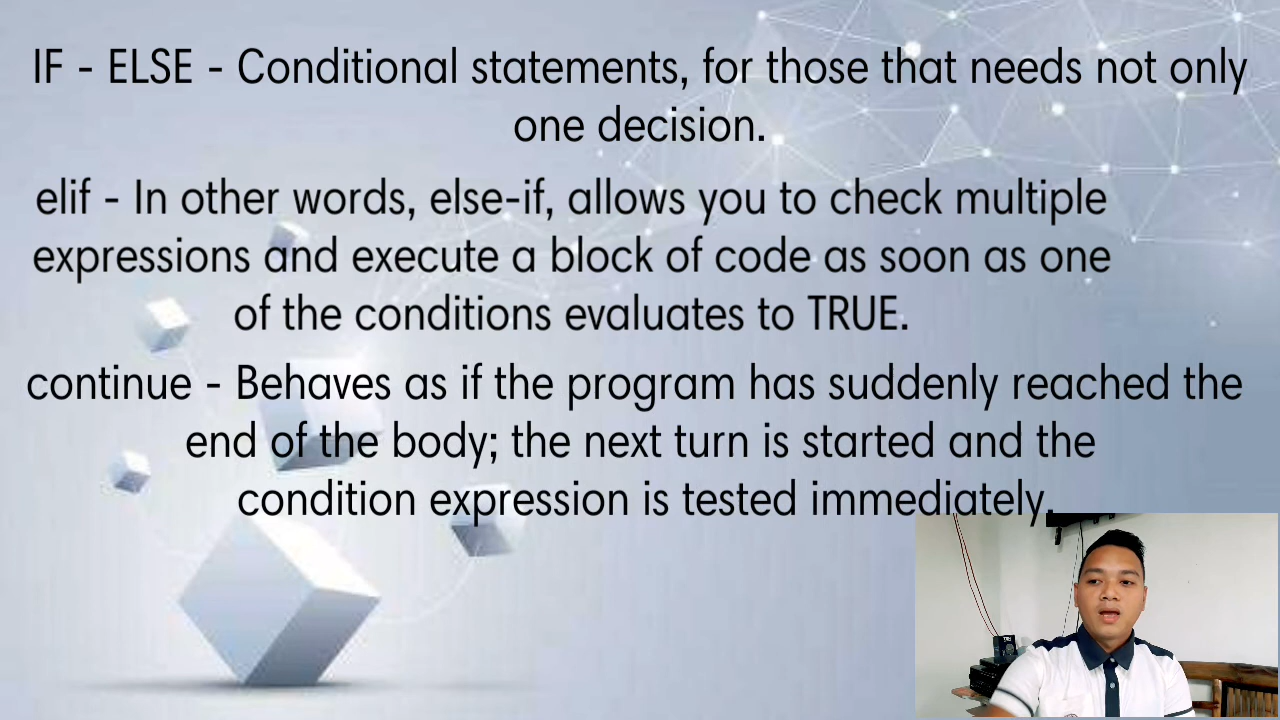 IF - ELSE - Conditional statements, for those that needs not only
one decision.
elif - In other words, else-if, allows you to check multiple
expressions and execute a block of code as soon as one
of the conditions evaluates to TRUE.
continue - Behaves as if the program has suddenly reached the
end of the body; the next turn is started and the
condition expression is tested immediately.